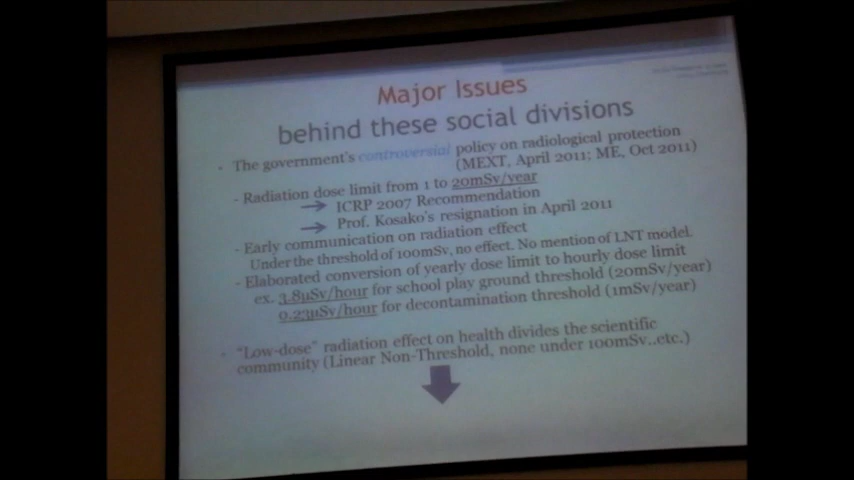 Major Issues
behind these social divisions
• The government's controversial policy on radiological protection
(MEXT, April 2011; ME, Oct 2011)
- Radiation dose limit from 1 to 20mSv/year
→ ICRP 2007 Recommendation
→ Prof. Kosako's resignation in April 2011
- Early communication on radiation effect
Under the threshold of 100mSv, no effect. No mention of LNT model.
- Elaborated conversion of yearly dose limit to hourly dose limit
ex. 3.8μSv/hour for school play ground threshold (20mSv/year)
0.23μSv/hour for decontamination threshold (1mSv/year)
• "Low-dose" radiation effect on health divides the scientific
community (Linear Non-Threshold, none under 100mSv..etc.)